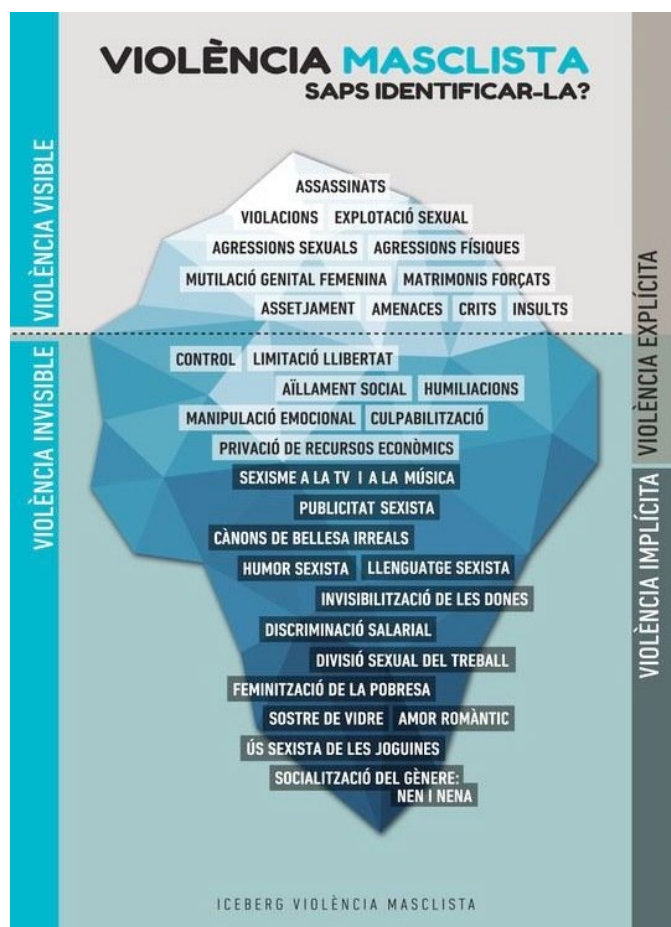 VIOLÈNCIA MASCLISTA
SAPS IDENTIFICAR-LA?
VIOLÈNCIA VISIBLE
ASSASSINATS
VIOLACIONS EXPLOTACIÓ SEXUAL
AGRESSIONS SEXUALS AGRESSIONS FÍSIQUES
MUTILACIÓ GENITAL FEMENINA MATRIMONIS FORÇATS
ASSETJAMENT AMENACES CRITS INSULTS
VIOLÈNCIA EXPLÍCITA
VIOLÈNCIA INVISIBLE
CONTROL LIMITACIÓ LLIBERTAT
AÏLLAMENT SOCIAL HUMILIACIONS
MANIPULACIÓ EMOCIONAL CULPABILITZACIÓ
PRIVACIÓ DE RECURSOS ECONÒMICS
SEXISME A LA TV I A LA MÚSICA
PUBLICITAT SEXISTA
CÀNONS DE BELLESA IRREALS
HUMOR SEXISTA LLENGUATGE SEXISTA
INVISIBILITZACIÓ DE LES DONES
DISCRIMINACIÓ SALARIAL
DIVISIÓ SEXUAL DEL TREBALL
FEMINITZACIÓ DE LA POBRESA
SOSTRE DE VIDRE AMOR ROMÀNTIC
ÚS SEXISTA DE LES JOGUINES
SOCIALITZACIÓ DEL GÈNERE:
NEN I NENA
VIOLÈNCIA IMPLÍCITA
ICEBERG VIOLÈNCIA MASCLISTA